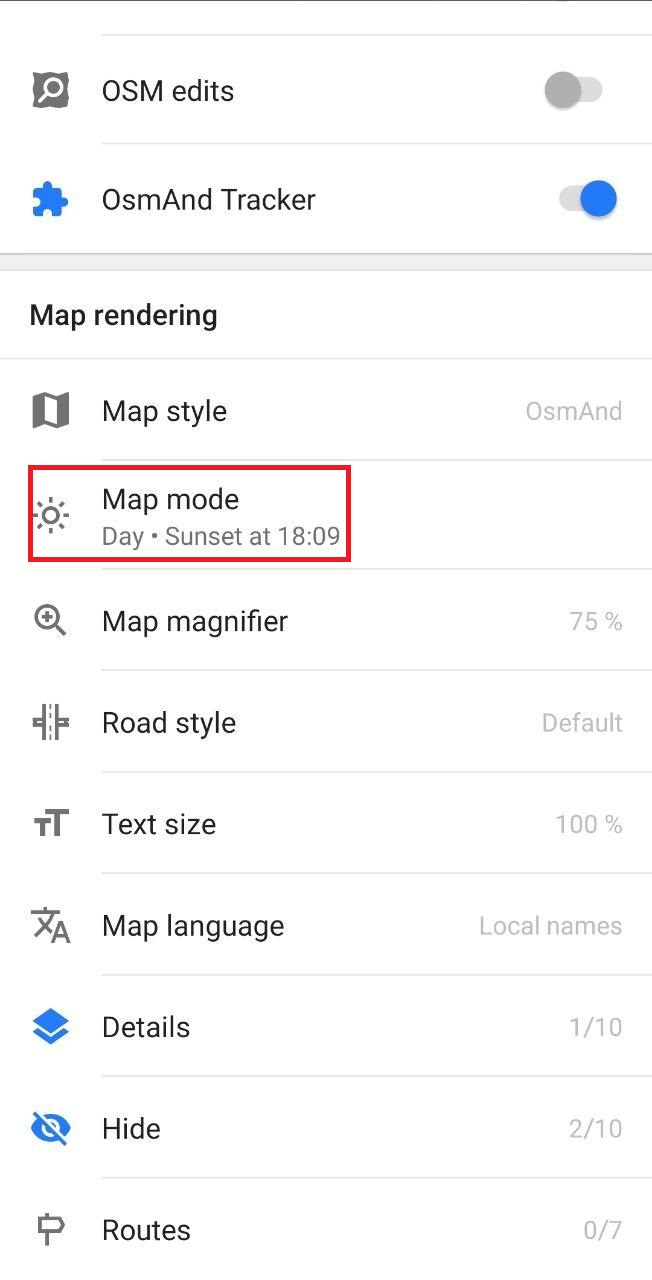 OSM edits
OsmAnd Tracker
Map rendering
Map style OsmAnd
Map mode
Day • Sunset at 18:09
Map magnifier 75 %
Road style Default
Text size 100 %
Map language Local names
Details 1/10
Hide 2/10
Routes 0/7